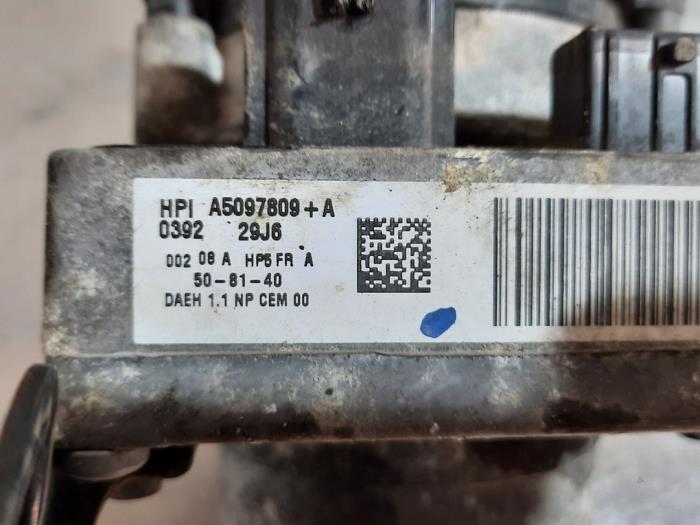 HPI A5097809+A
0392 29J6
002 08 A HP5 FR A
50-81-40
DAEH 1.1 NP CEM 00